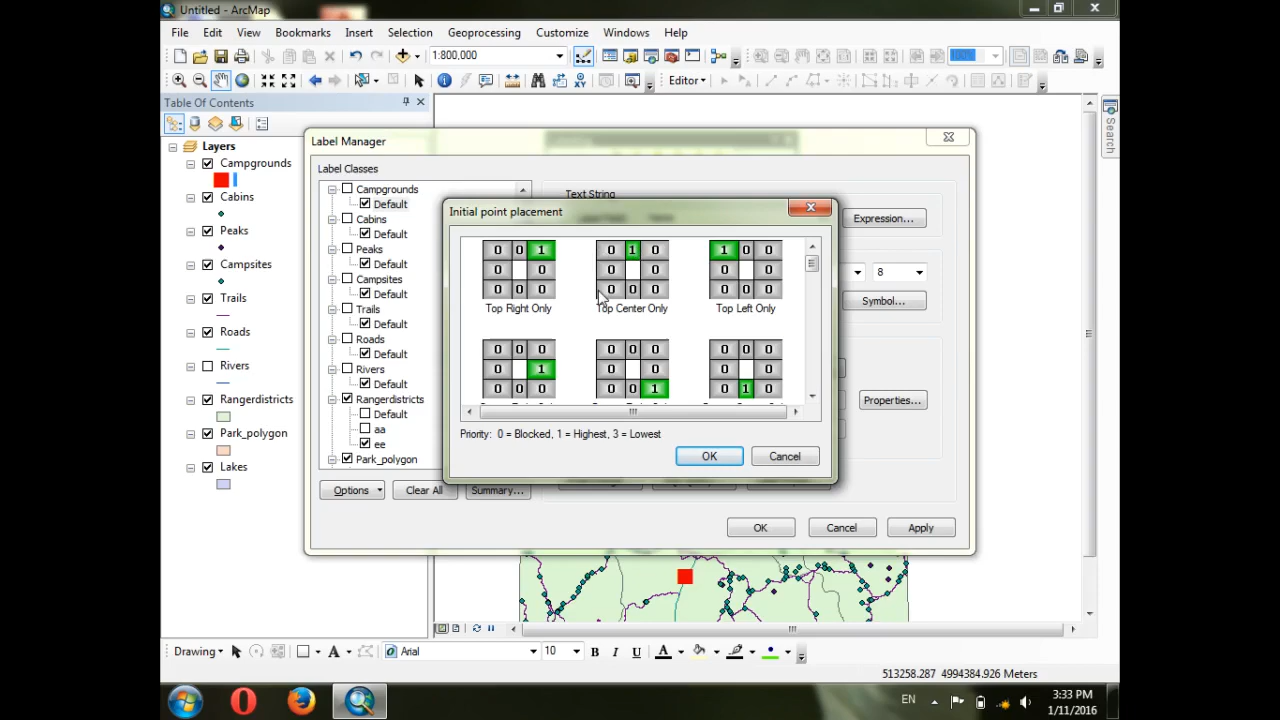 Untitled - ArcMap
File Edit View Bookmarks Insert Selection Geoprocessing Customize Windows Help
1:800,000
100%
Editor
Table Of Contents
Search
Layers
Campgrounds
Cabins
Peaks
Campsites
Trails
Roads
Rivers
Rangerdistricts
Park_polygon
Lakes
Label Manager
Label Classes
Campgrounds
Default
Cabins
Default
Peaks
Default
Campsites
Default
Trails
Default
Roads
Default
Rivers
Default
Rangerdistricts
Default
aa
ee
Park_polygon
Options
Clear All
Summary...
Text String
Expression...
8
Symbol...
Properties...
OK Cancel Apply
Initial point placement
0 0 1 0 1 0 1 0 0
0 0 0 0 0 0
0 0 0 0 0 0 0 0 0
Top Right Only Top Center Only Top Left Only
0 0 0 0 0 0 0 0 0
0 1 0 0 0 0
0 0 0 0 0 1 0 1 0
Priority: 0 = Blocked, 1 = Highest, 3 = Lowest
OK Cancel
Drawing
A
Arial
10
B I U A
513258.287 4994384.926 Meters
EN
3:33 PM
1/11/2016